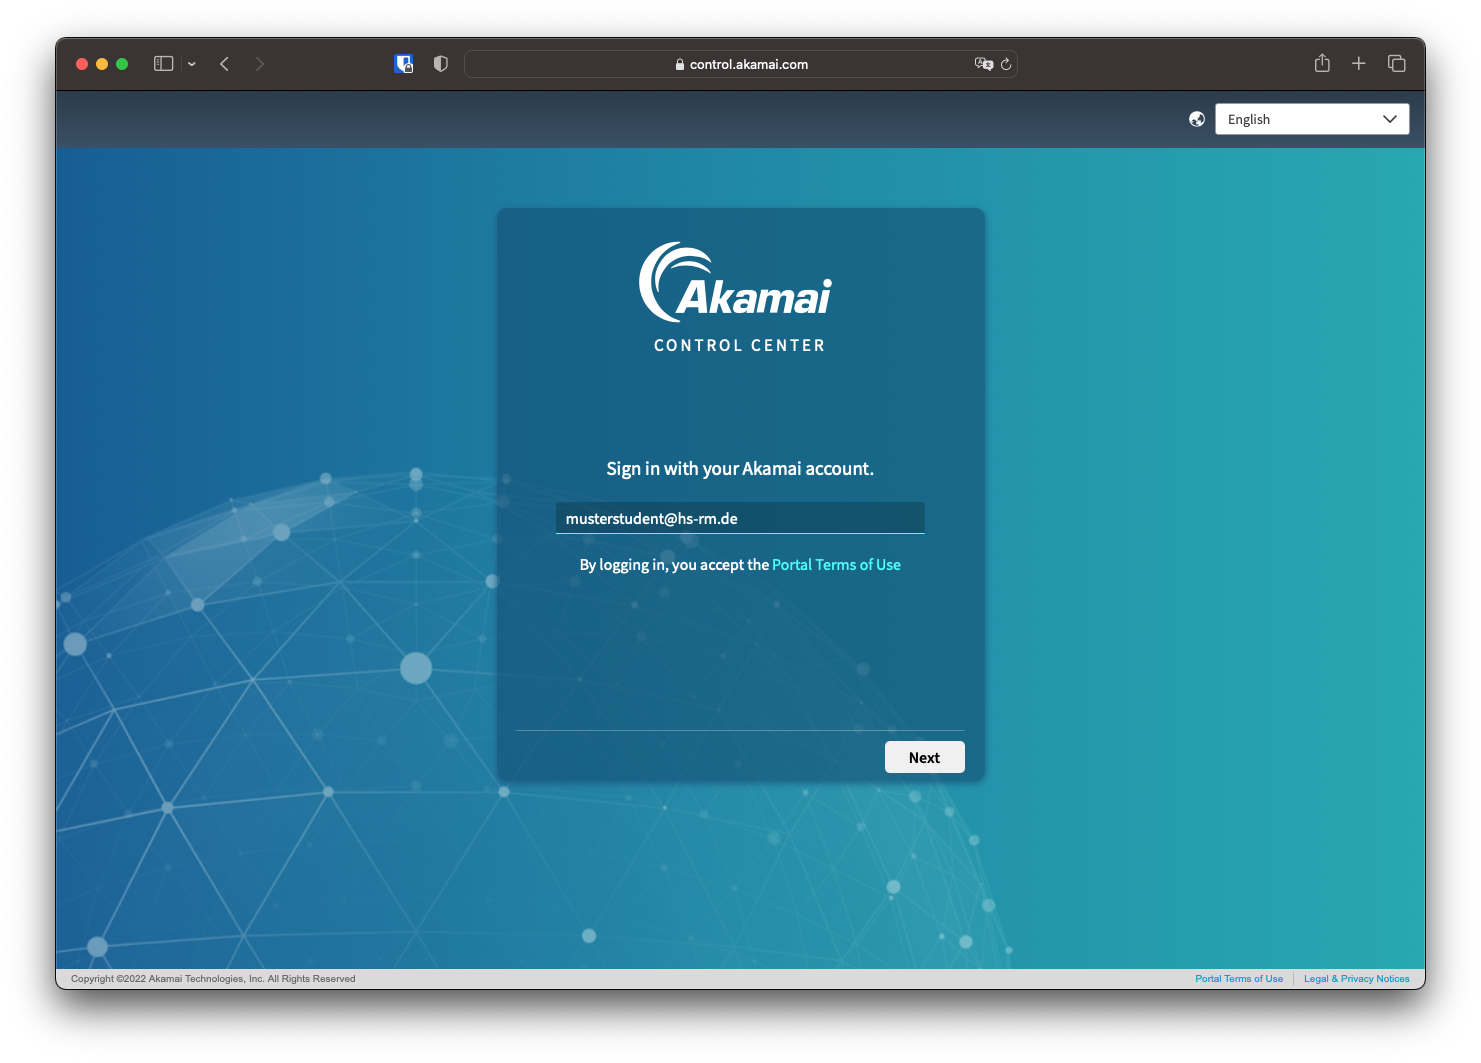 control.akamai.com
English
Akamai
CONTROL CENTER
Sign in with your Akamai account.
musterstudent@hs-rm.de
By logging in, you accept the Portal Terms of Use
Next
Copyright ©2022 Akamai Technologies, Inc. All Rights Reserved
Portal Terms of Use
Legal & Privacy Notices